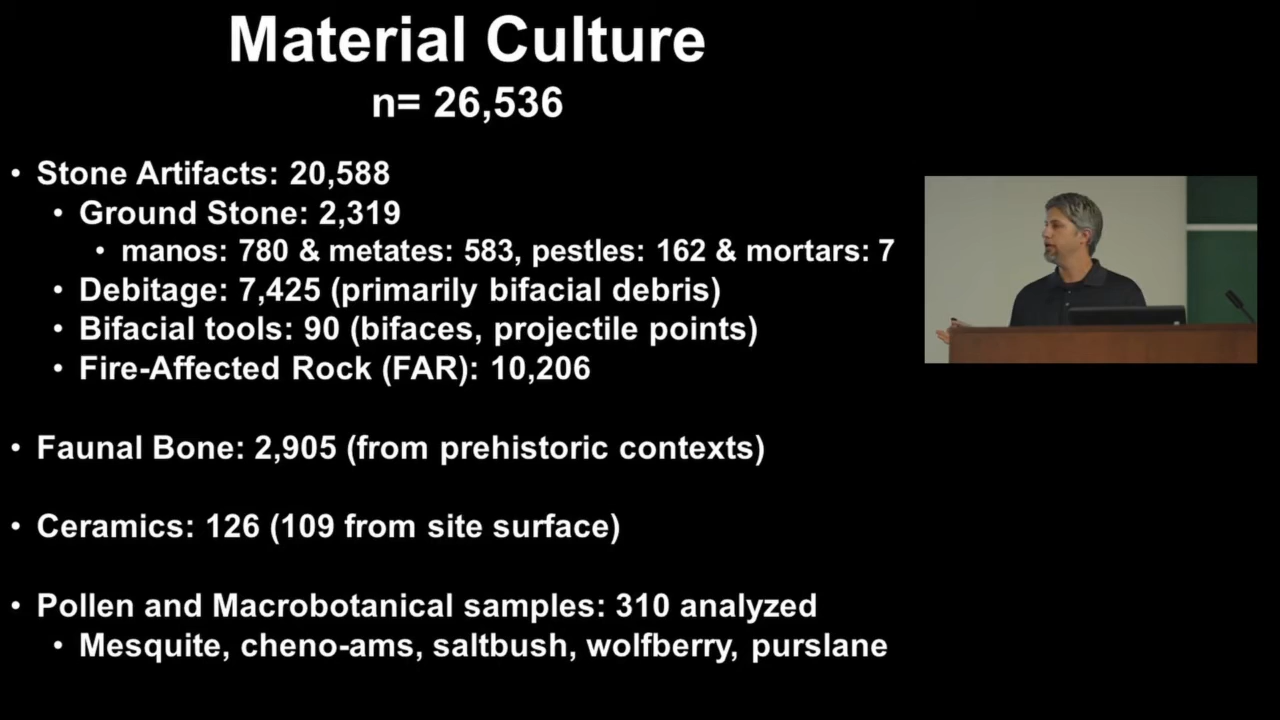 Material Culture
n= 26,536
• Stone Artifacts: 20,588
• Ground Stone: 2,319
• manos: 780 & metates: 583, pestles: 162 & mortars: 7
• Debitage: 7,425 (primarily bifacial debris)
• Bifacial tools: 90 (bifaces, projectile points)
• Fire-Affected Rock (FAR): 10,206
• Faunal Bone: 2,905 (from prehistoric contexts)
• Ceramics: 126 (109 from site surface)
• Pollen and Macrobotanical samples: 310 analyzed
• Mesquite, cheno-ams, saltbush, wolfberry, purslane